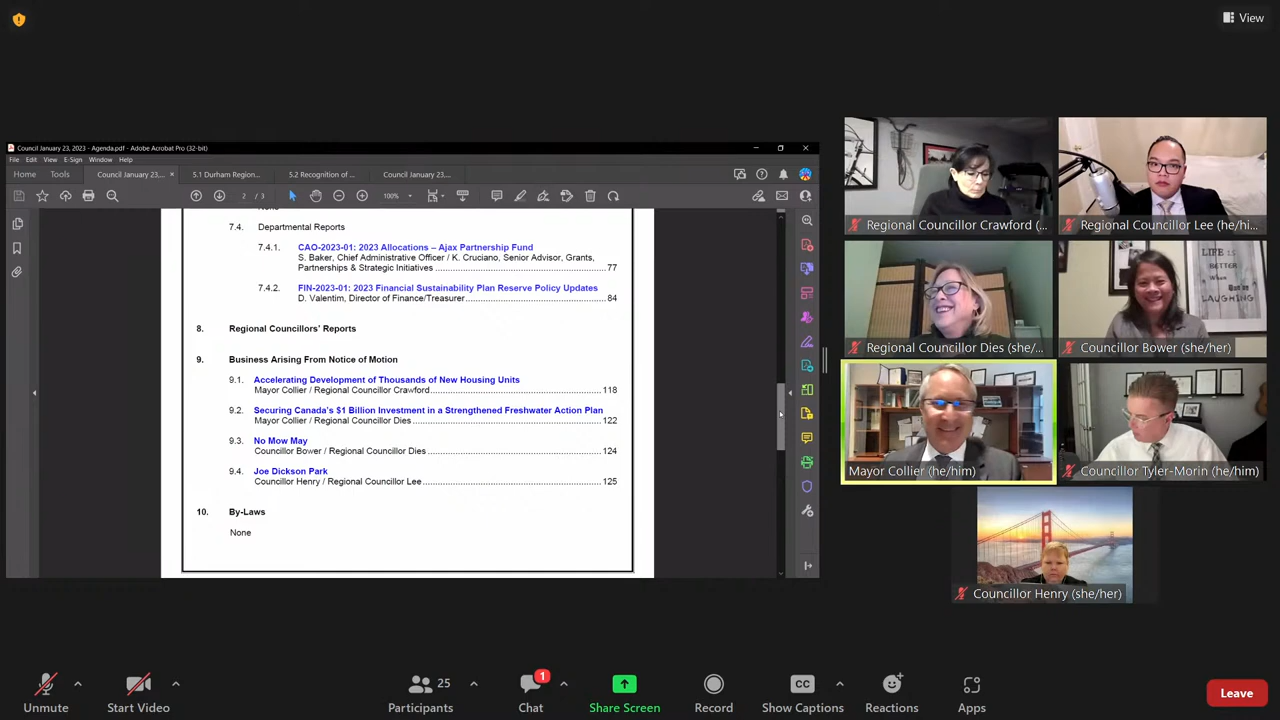 View
Council January 23, 2023 - Agenda.pdf - Adobe Acrobat Pro (32-bit)
File Edit View E-Sign Window Help
Home Tools Council January 23,... × 5.1 Durham Region... 5.2 Recognition of ... Council January 23,...
2 / 3 100%
None
7.4. Departmental Reports
7.4.1. CAO-2023-01: 2023 Allocations – Ajax Partnership Fund
S. Baker, Chief Administrative Officer / K. Cruciano, Senior Advisor, Grants,
Partnerships & Strategic Initiatives ... 77
7.4.2. FIN-2023-01: 2023 Financial Sustainability Plan Reserve Policy Updates
D. Valentim, Director of Finance/Treasurer ... 84
8. Regional Councillors' Reports
9. Business Arising From Notice of Motion
9.1. Accelerating Development of Thousands of New Housing Units
Mayor Collier / Regional Councillor Crawford ... 118
9.2. Securing Canada's $1 Billion Investment in a Strengthened Freshwater Action Plan
Mayor Collier / Regional Councillor Dies ... 122
9.3. No Mow May
Councillor Bower / Regional Councillor Dies ... 124
9.4. Joe Dickson Park
Councillor Henry / Regional Councillor Lee ... 125
10. By-Laws
None
Regional Councillor Crawford (...
Regional Councillor Lee (he/hi...
LIFE IS
BETTER
When
you are
LAUGHING
Regional Councillor Dies (she/...
Councillor Bower (she/her)
Mayor Collier (he/him)
Councillor Tyler-Morin (he/him)
Councillor Henry (she/her)
Unmute
Start Video
25
Participants
1
Chat
Share Screen
Record
CC
Show Captions
Reactions
Apps
Leave